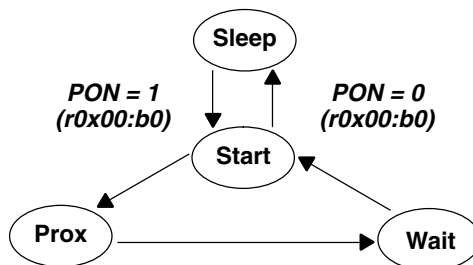 Sleep
PON = 1
(r0x00:b0)
PON = 0
(r0x00:b0)
Start
Prox
Wait